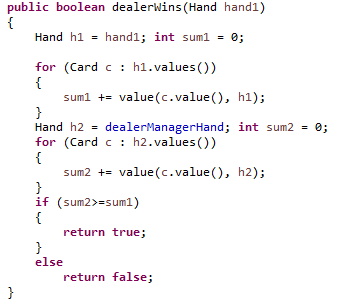 public boolean dealerWins(Hand hand1)
{
    Hand h1 = hand1; int sum1 = 0;

    for (Card c : h1.values())
    {
        sum1 += value(c.value(), h1);
    }
    Hand h2 = dealerManagerHand; int sum2 = 0;
    for (Card c : h2.values())
    {
        sum2 += value(c.value(), h2);
    }
    if (sum2>=sum1)
    {
        return true;
    }
    else
        return false;
}